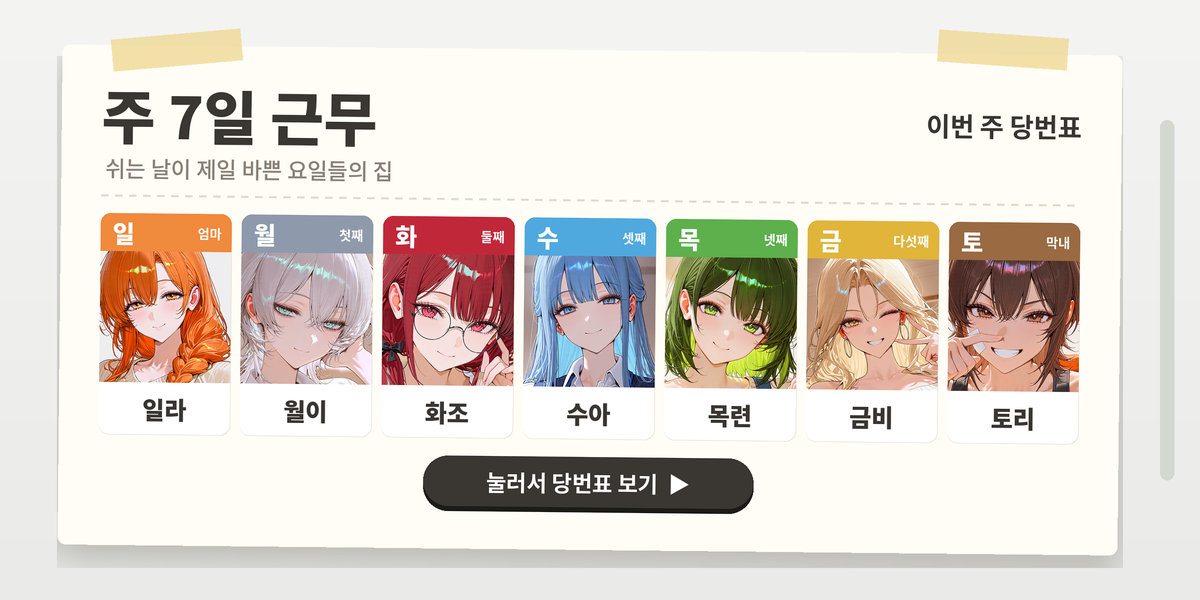 주 7일 근무
이번 주 당번표
쉬는 날이 제일 바쁜 요일들의 집
일 엄마
월 첫째
화 둘째
수 셋째
목 넷째
금 다섯째
토 막내
일라
월이
화조
수아
목련
금비
토리
눌러서 당번표 보기 ▶